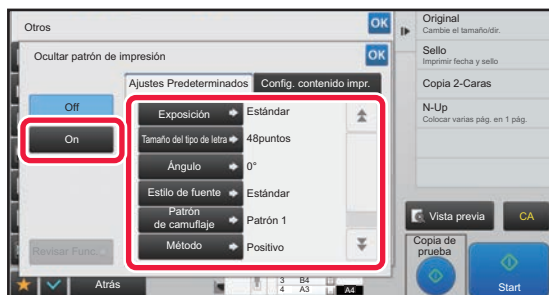 Otros
OK
Ocultar patrón de impresión
OK
Ajustes Predeterminados
Config. contenido impr.
Off
On
Exposición
Estándar
Tamaño del tipo de letra
48puntos
Ángulo
0°
Estilo de fuente
Estándar
Patrón
de camuflaje
Patrón 1
Método
Positivo
Revisar Func.
Atrás
3 B4
4 A3
A4
Original
Cambie el tamaño/dir.
Sello
Imprimir fecha y sello
Copia 2-Caras
N-Up
Colocar varias pág. en 1 pág.
Vista previa
CA
Copia de
prueba
Start